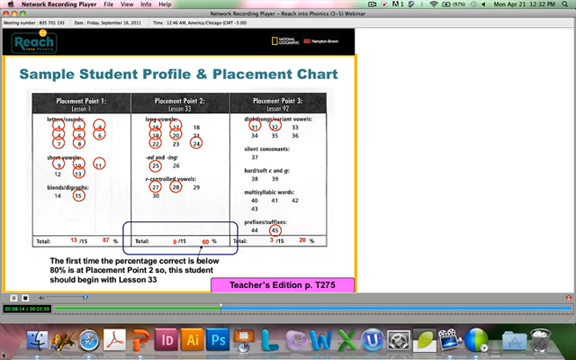 Network Recording Player
File
Edit
View
Info
Help
(97%)
Mon Apr 21 12:32 PM
Network Recording Player - Reach into Phonics (3-5) Webinar
Meeting number: 805 701 193
Date: Friday, September 16, 2011
Time: 12:46 AM, America/Chicago (GMT -5:00)
Reach
into Phonics
NATIONAL GEOGRAPHIC
Hampton-Brown
Sample Student Profile & Placement Chart
Placement Point 1:
Lesson 1
Placement Point 2:
Lesson 33
Placement Point 3:
Lesson 92
letters/sounds:
1 2 3
4 5 6
7 8
short vowels:
9 10 11
12 13
blends/digraphs:
14 15
Total: 13 /15 87 %
long vowels:
16 17 18
19 20 21
22 23 24
-ed and -ing:
25 26
r-controlled vowels:
27 28 29
30
Total: 9 /15 60 %
diphthongs/variant vowels:
31 32 33
34 35 36
silent consonants:
37
hard/soft c and g:
38 39
multisyllabic words:
40 41 42
43
prefixes/suffixes:
44 45
Total: 3 /15 20 %
The first time the percentage correct is below
80% is at Placement Point 2 so, this student
should begin with Lesson 33
Teacher's Edition p. T275